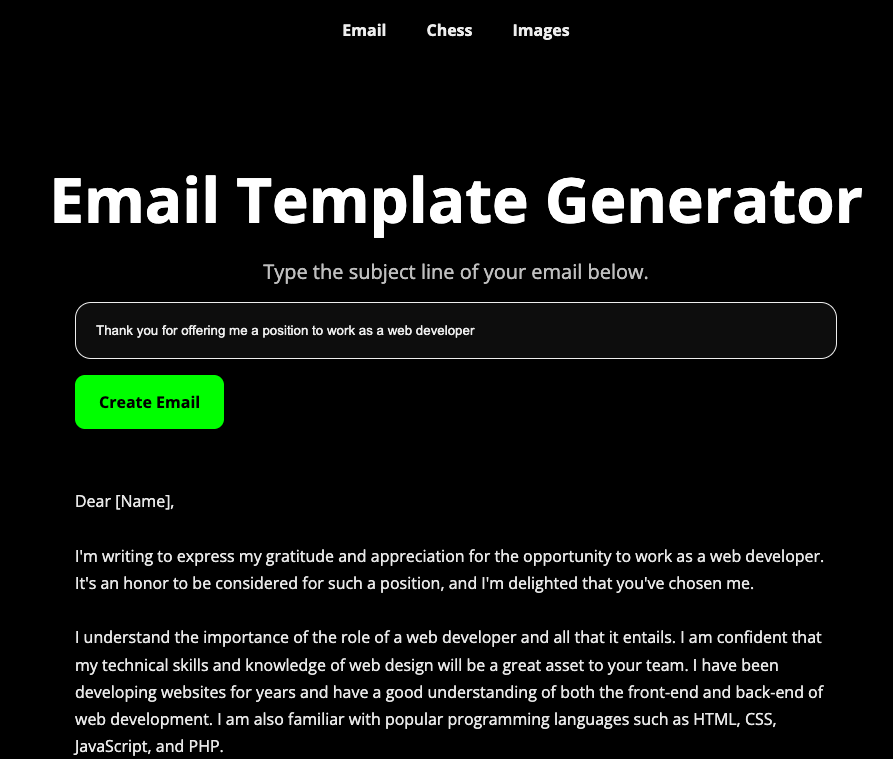 Email Chess Images
Email Template Generator
Type the subject line of your email below.
Thank you for offering me a position to work as a web developer
Create Email
Dear [Name],
I'm writing to express my gratitude and appreciation for the opportunity to work as a web developer.
It's an honor to be considered for such a position, and I'm delighted that you've chosen me.
I understand the importance of the role of a web developer and all that it entails. I am confident that
my technical skills and knowledge of web design will be a great asset to your team. I have been
developing websites for years and have a good understanding of both the front-end and back-end of
web development. I am also familiar with popular programming languages such as HTML, CSS,
JavaScript, and PHP.